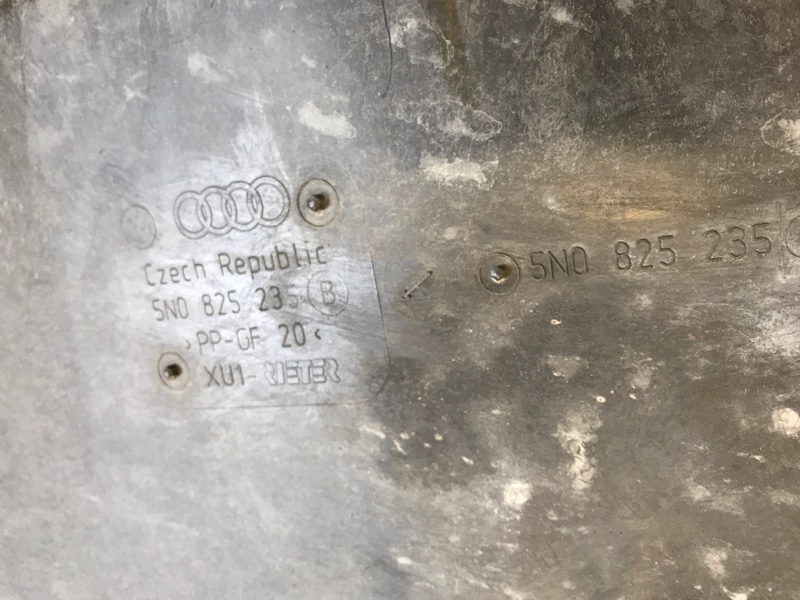 Czech Republic
5N0 825 235 B
>PP-GF 20<
XU1-RIETER
5N0 825 235